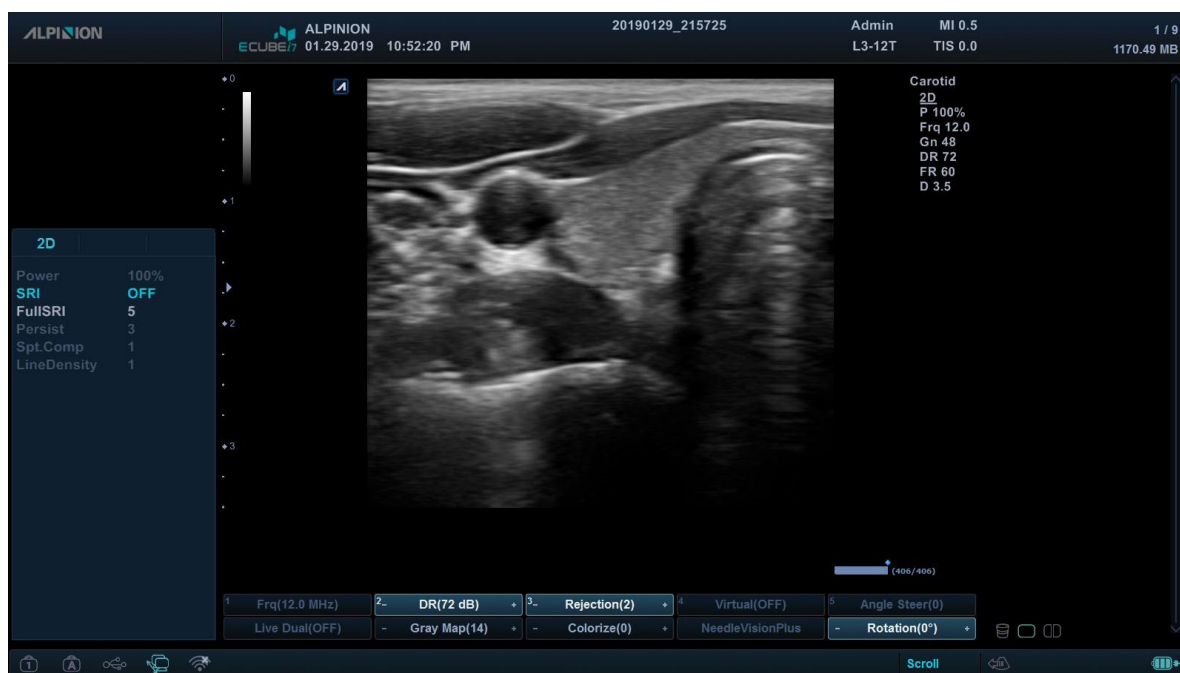 ALPINION
ECUBE i7
ALPINION
01.29.2019 10:52:20 PM
20190129_215725
Admin MI 0.5
L3-12T TIS 0.0
1 / 9
1170.49 MB
0
1
2
3
A
Carotid
2D
P 100%
Frq 12.0
Gn 48
DR 72
FR 60
D 3.5
2D
Power 100%
SRI OFF
FullSRI 5
Persist 3
Spt.Comp 1
LineDensity 1
(406/406)
1 Frq(12.0 MHz) 2 - DR(72 dB) + 3 - Rejection(2) + 4 Virtual(OFF) 5 Angle Steer(0)
Live Dual(OFF) - Gray Map(14) + - Colorize(0) + NeedleVisionPlus - Rotation(0°) +
1 A Scroll